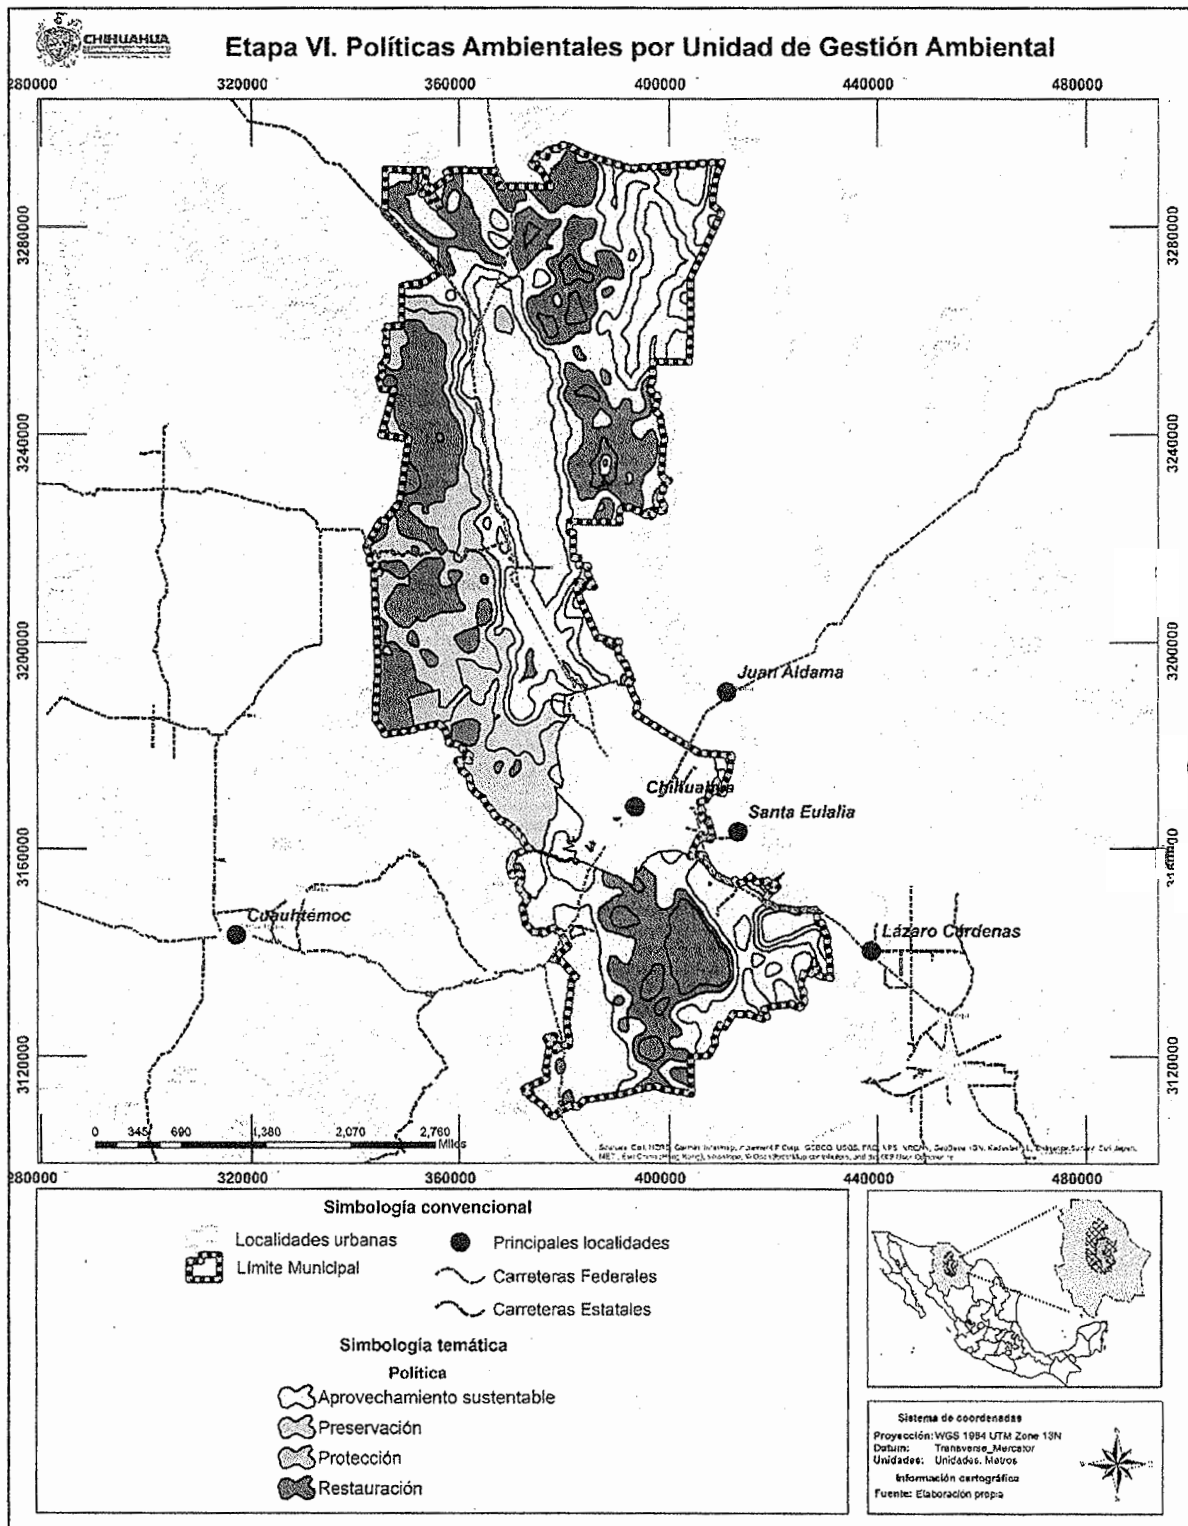 CHIHUAHUA
Etapa VI. Políticas Ambientales por Unidad de Gestión Ambiental
280000 320000 360000 400000 440000 480000
3280000 3280000
3240000 3240000
3200000 3200000
Juan Aldama
Chihuahua
Santa Eulalia
3160000
Cuauhtémoc
Lázaro Cárdenas
3120000 3120000
0 345 690 1,380 2,070 2,760
Miles
280000 320000 360000 400000 440000 480000
Simbología convencional
Localidades urbanas
Límite Municipal
Principales localidades
Carreteras Federales
Carreteras Estatales
Simbología temática
Política
Aprovechamiento sustentable
Preservación
Protección
Restauración
Sistema de coordenadas
Proyección: WGS 1984 UTM Zone 13N
Datum: Transverse_Mercator
Unidades: Unidades. Metros
Información cartográfica
Fuente: Elaboración propia